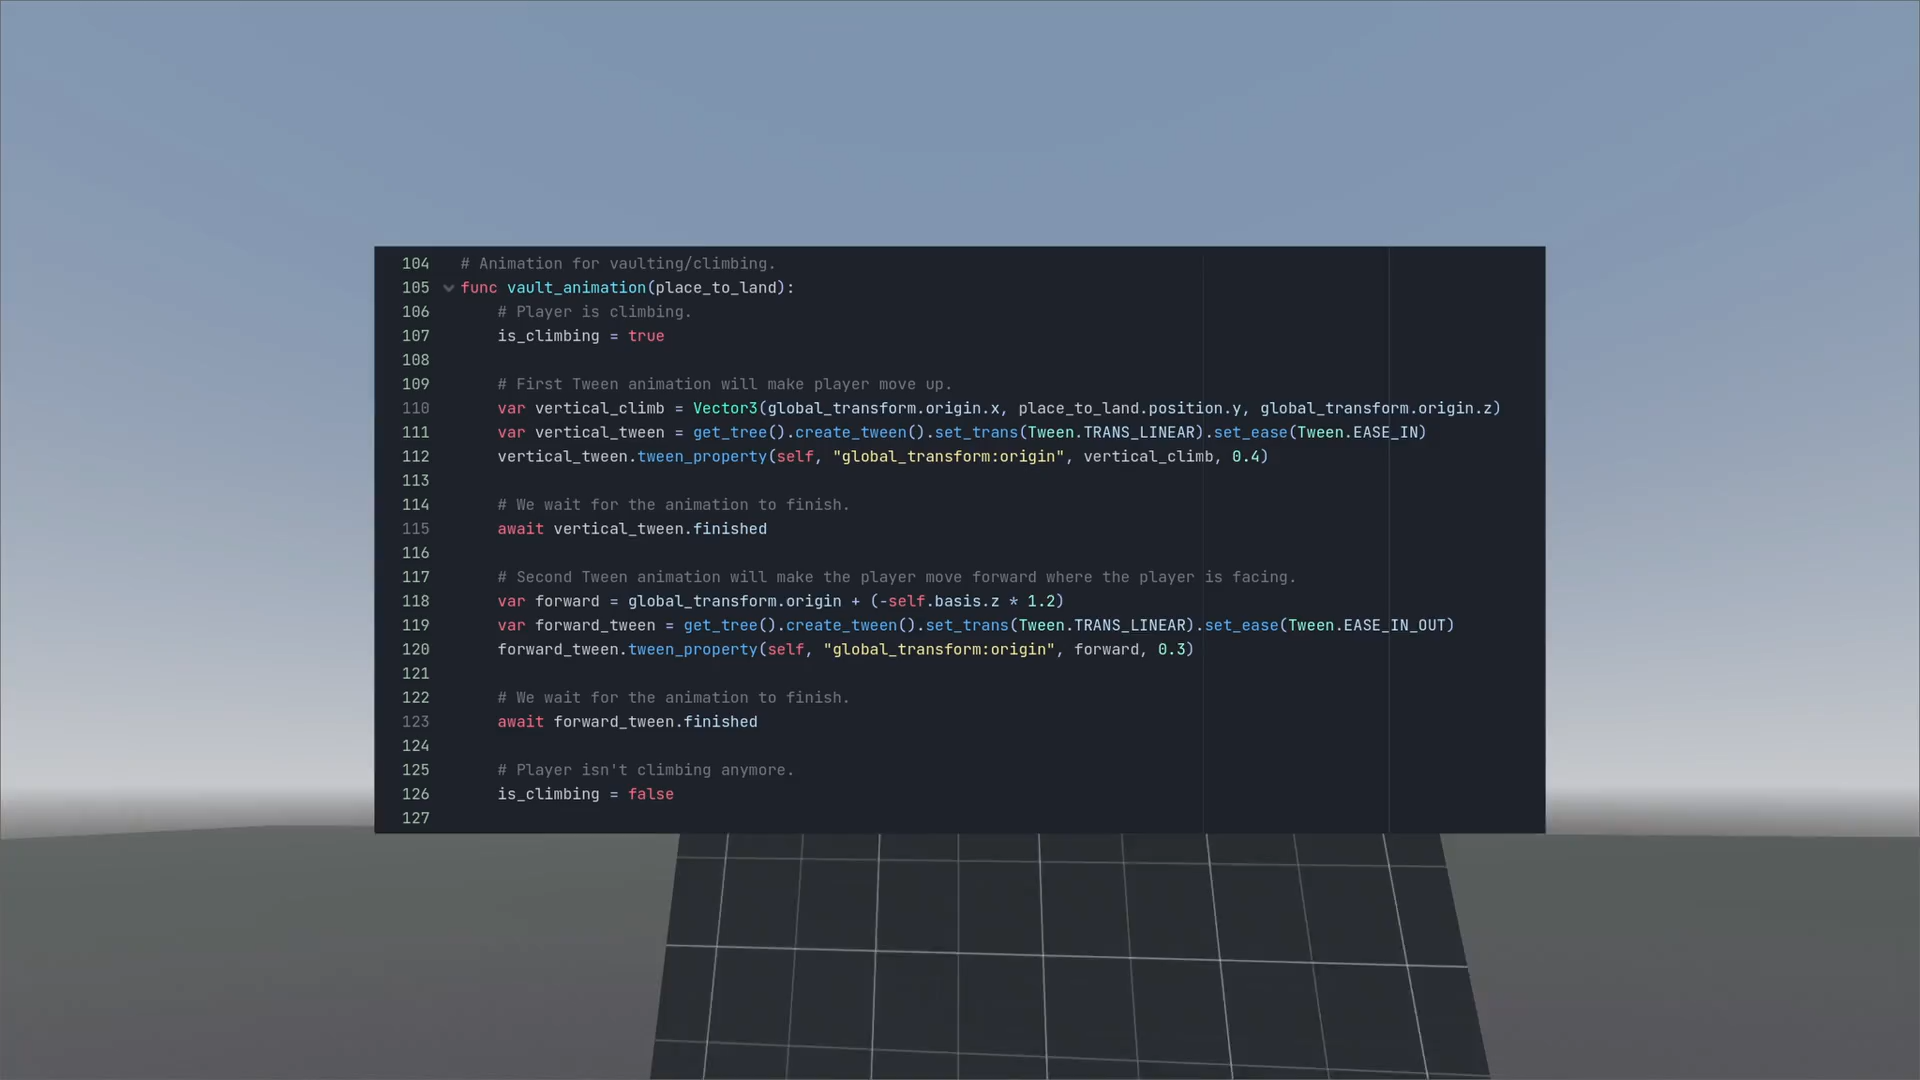 104 # Animation for vaulting/climbing.
105 func vault_animation(place_to_land):
106 # Player is climbing.
107 is_climbing = true
108
109 # First Tween animation will make player move up.
110 var vertical_climb = Vector3(global_transform.origin.x, place_to_land.position.y, global_transform.origin.z)
111 var vertical_tween = get_tree().create_tween().set_trans(Tween.TRANS_LINEAR).set_ease(Tween.EASE_IN)
112 vertical_tween.tween_property(self, "global_transform:origin", vertical_climb, 0.4)
113
114 # We wait for the animation to finish.
115 await vertical_tween.finished
116
117 # Second Tween animation will make the player move forward where the player is facing.
118 var forward = global_transform.origin + (-self.basis.z * 1.2)
119 var forward_tween = get_tree().create_tween().set_trans(Tween.TRANS_LINEAR).set_ease(Tween.EASE_IN_OUT)
120 forward_tween.tween_property(self, "global_transform:origin", forward, 0.3)
121
122 # We wait for the animation to finish.
123 await forward_tween.finished
124
125 # Player isn't climbing anymore.
126 is_climbing = false
127